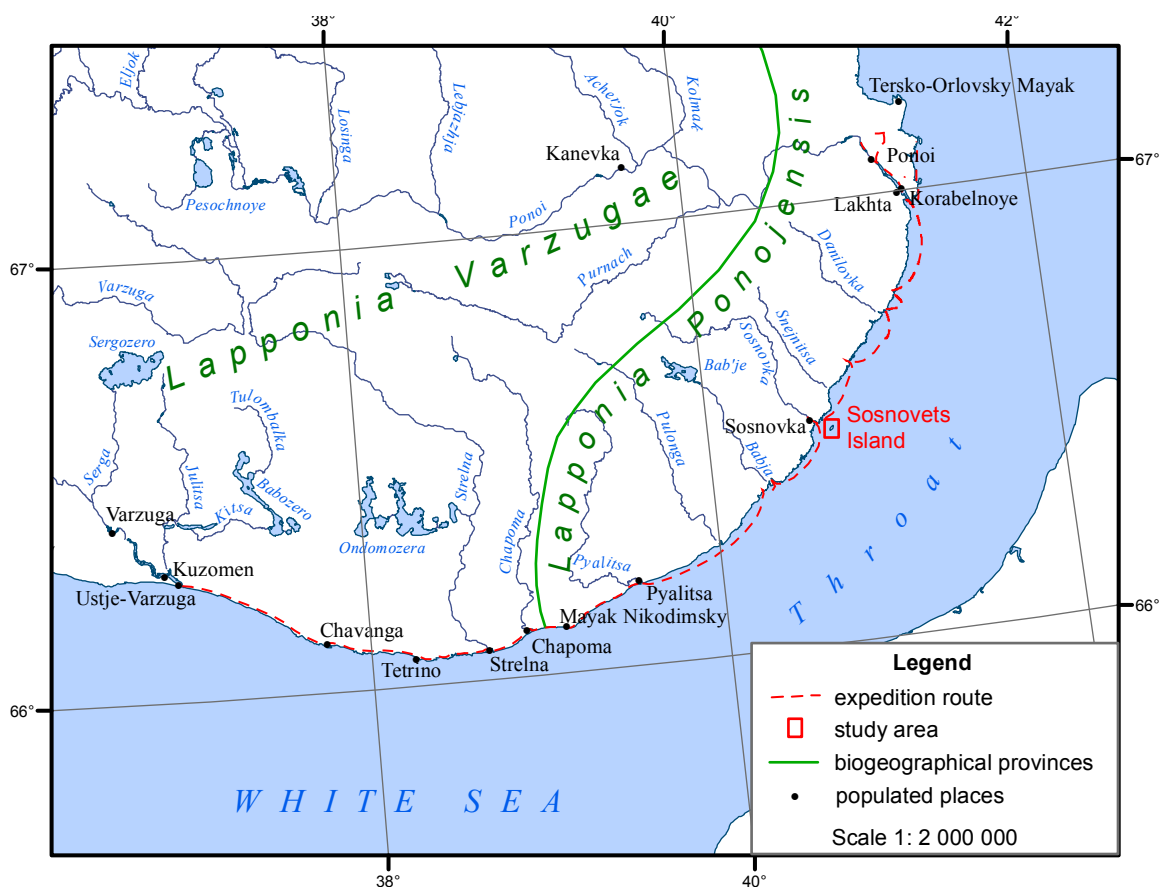 38°
40°
42°
Eljok
Losinga
Lebjazhja
Acherjok
Kolmak
Tersko-Orlovsky Mayak
Kanevka
Ponoi
67°
Pesochnoye
Ponoi
Lakhta
Korabelnoye
Lapponia Varzugae
Lapponia Ponojensis
Purnach
Danilovka
67°
Varzuga
Sergozero
Snejnitsa
Sosnovka
Bab'je
Tulombalka
Sosnovka
Sosnovets
Island
Pulonga
Babja
Serga
Julitsa
Babozero
Kitsa
Strelna
Varzuga
Ondomozera
Chapoma
Throat
Kuzomen
Ustje-Varzuga
Pyalitsa
Pyalitsa
Mayak Nikodimsky
66°
Chavanga
Chapoma
Tetrino
Strelna
66°
WHITE SEA
Legend
expedition route
study area
biogeographical provinces
populated places
Scale 1: 2 000 000
38°
40°